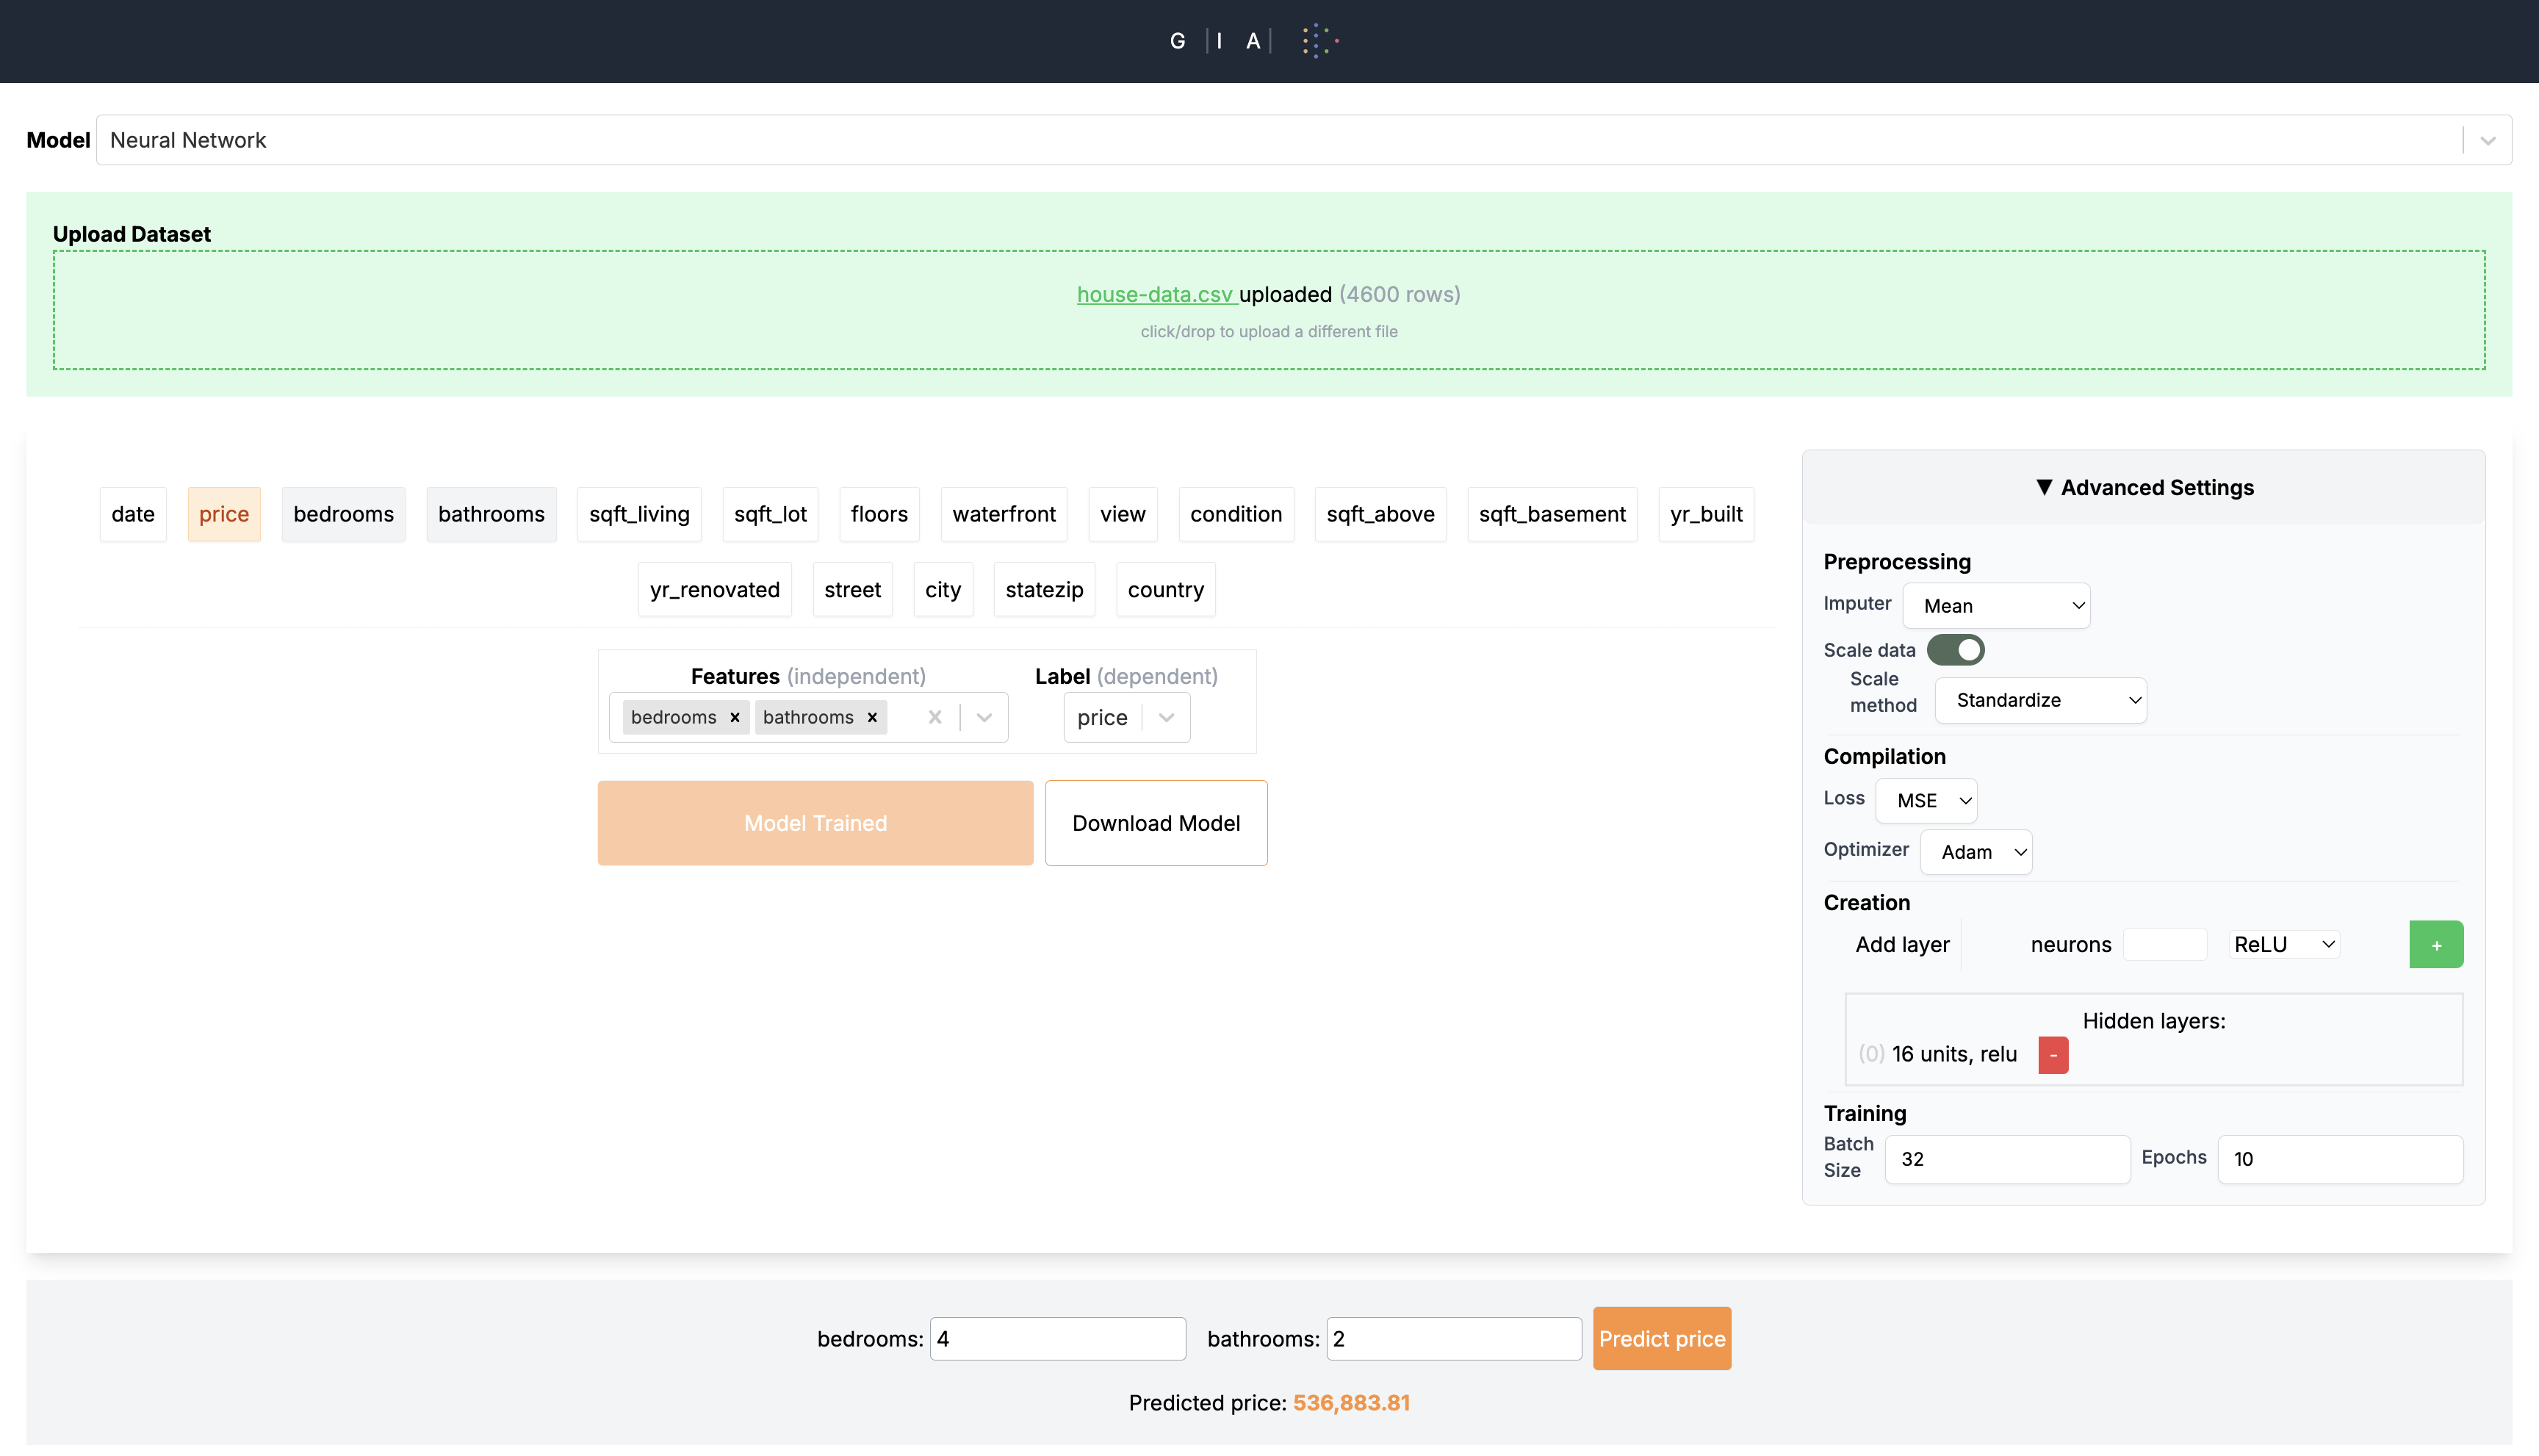 G | I A |
Model Neural Network
Upload Dataset
house-data.csv uploaded (4600 rows)
click/drop to upload a different file
date price bedrooms bathrooms sqft_living sqft_lot floors waterfront view condition sqft_above sqft_basement yr_built
yr_renovated street city statezip country
Features (independent) Label (dependent)
bedrooms × bathrooms × × price
Model Trained Download Model
▼ Advanced Settings
Preprocessing
Imputer Mean
Scale data
Scale method Standardize
Compilation
Loss MSE
Optimizer Adam
Creation
Add layer neurons ReLU +
Hidden layers:
(0) 16 units, relu -
Training
Batch Size 32 Epochs 10
bedrooms: 4 bathrooms: 2 Predict price
Predicted price: 536,883.81